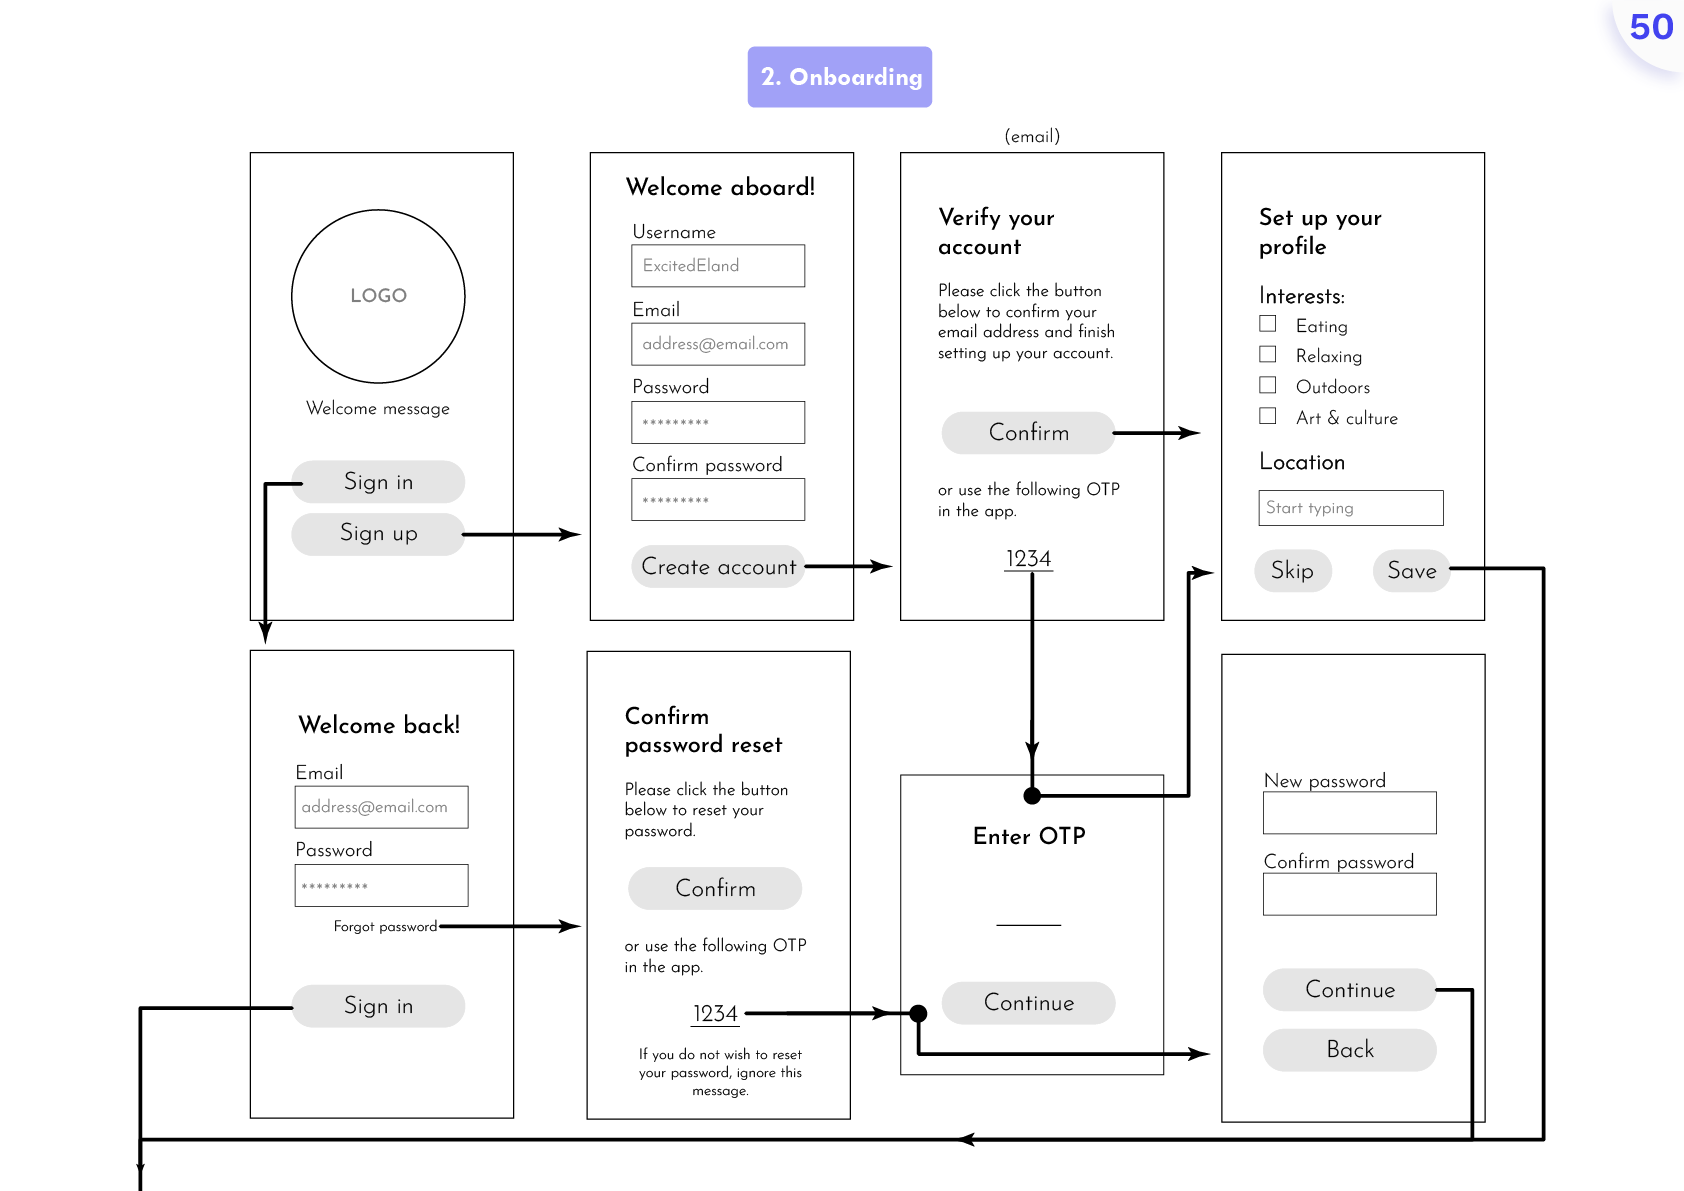 50
2. Onboarding
LOGO
Welcome message
Sign in
Sign up
Welcome aboard!
Username
ExcitedEland
Email
address@email.com
Password
*********
Confirm password
*********
Create account
(email)
Verify your
account
Please click the button
below to confirm your
email address and finish
setting up your account.
Confirm
or use the following OTP
in the app.
1234
Set up your
profile
Interests:
Eating
Relaxing
Outdoors
Art & culture
Location
Start typing
Skip
Save
Welcome back!
Email
address@email.com
Password
*********
Forgot password
Sign in
Confirm
password reset
Please click the button
below to reset your
password.
Confirm
or use the following OTP
in the app.
1234
If you do not wish to reset
your password, ignore this
message.
Enter OTP
Continue
New password
Confirm password
Continue
Back